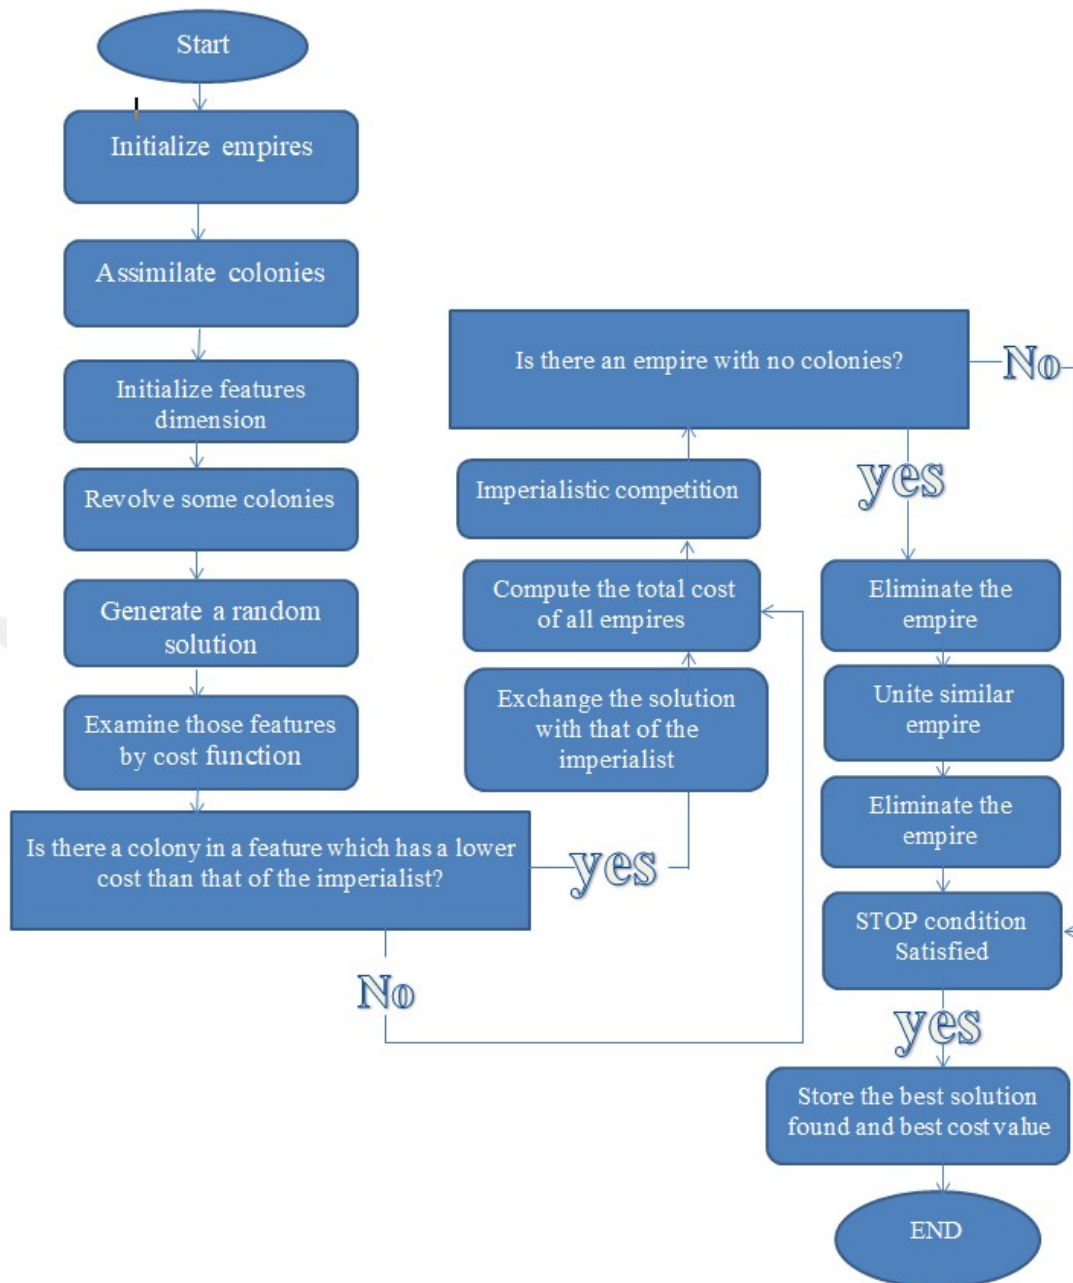 Start
Initialize empires
Assimilate colonies
Initialize features
dimension
Revolve some colonies
Generate a random
solution
Examine those features
by cost function
Is there a colony in a feature which has a lower
cost than that of the imperialist?
yes
No
Exchange the solution
with that of the
imperialist
Compute the total cost
of all empires
Imperialistic competition
Is there an empire with no colonies?
No
yes
Eliminate the
empire
Unite similar
empire
Eliminate the
empire
STOP condition
Satisfied
yes
Store the best solution
found and best cost value
END